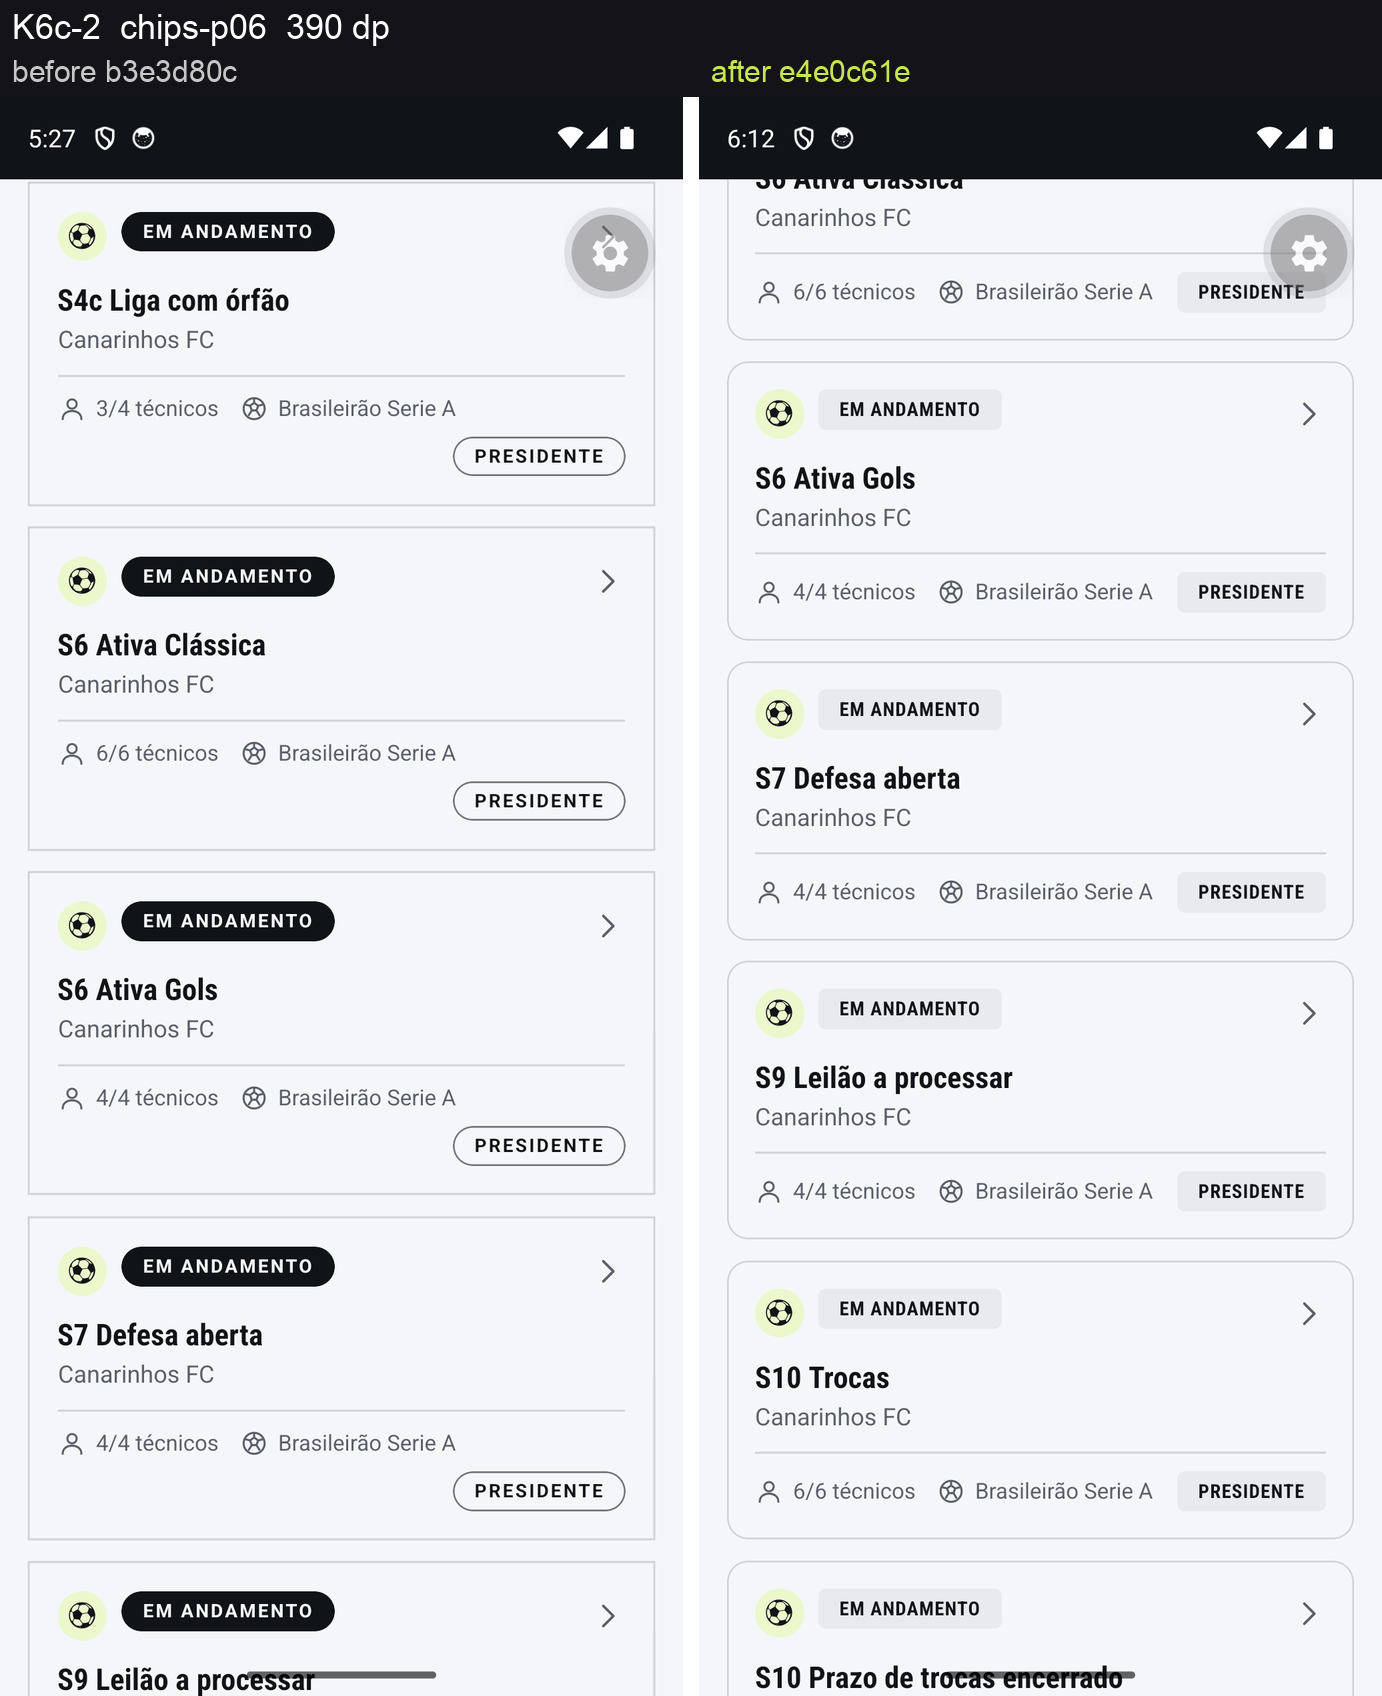 K6c-2 chips-p06 390 dp
before b3e3d80c
after e4e0c61e
5:27
EM ANDAMENTO
S4c Liga com órfão
Canarinhos FC
3/4 técnicos Brasileirão Serie A
PRESIDENTE
EM ANDAMENTO
S6 Ativa Clássica
Canarinhos FC
6/6 técnicos Brasileirão Serie A
PRESIDENTE
EM ANDAMENTO
S6 Ativa Gols
Canarinhos FC
4/4 técnicos Brasileirão Serie A
PRESIDENTE
EM ANDAMENTO
S7 Defesa aberta
Canarinhos FC
4/4 técnicos Brasileirão Serie A
PRESIDENTE
EM ANDAMENTO
S9 Leilão a processar
6:12
S6 Ativa Clássica
Canarinhos FC
6/6 técnicos Brasileirão Serie A PRESIDENTE
EM ANDAMENTO
S6 Ativa Gols
Canarinhos FC
4/4 técnicos Brasileirão Serie A PRESIDENTE
EM ANDAMENTO
S7 Defesa aberta
Canarinhos FC
4/4 técnicos Brasileirão Serie A PRESIDENTE
EM ANDAMENTO
S9 Leilão a processar
Canarinhos FC
4/4 técnicos Brasileirão Serie A PRESIDENTE
EM ANDAMENTO
S10 Trocas
Canarinhos FC
6/6 técnicos Brasileirão Serie A PRESIDENTE
EM ANDAMENTO
S10 Prazo de trocas encerrado